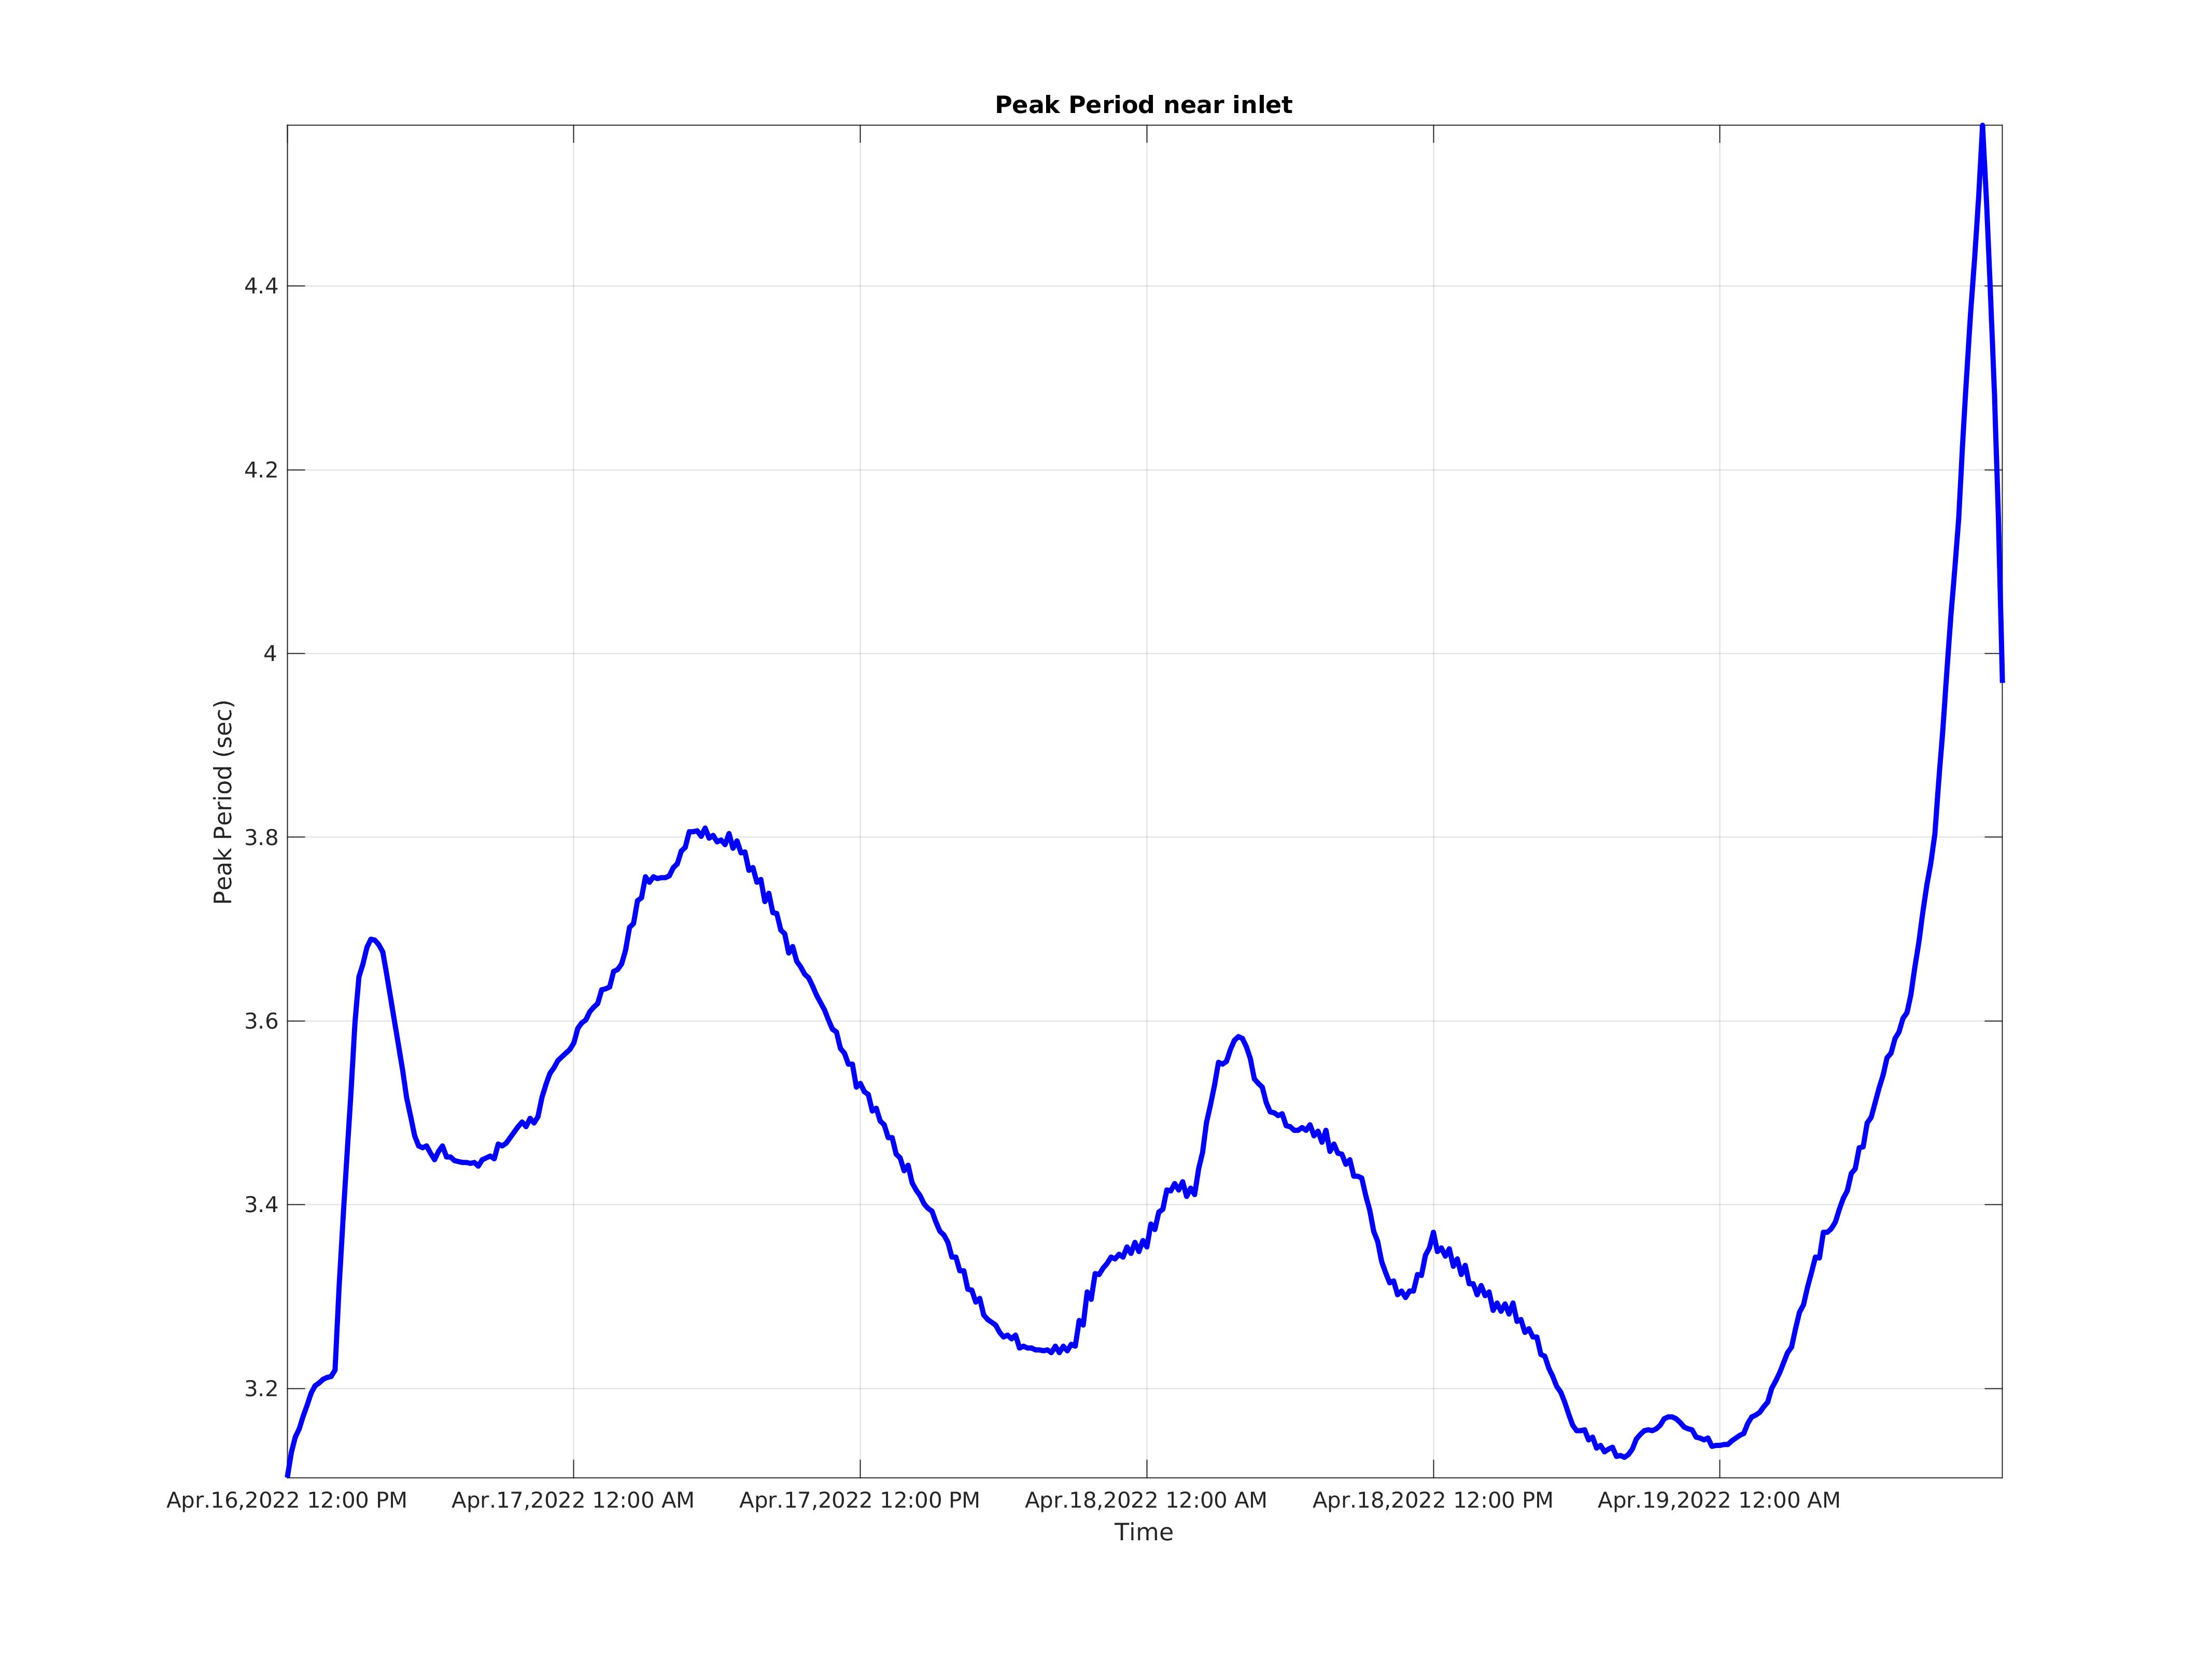 Peak Period near inlet
4.4
4.2
4
3.8
3.6
3.4
3.2
Peak Period (sec)
Apr.16,2022 12:00 PM Apr.17,2022 12:00 AM Apr.17,2022 12:00 PM Apr.18,2022 12:00 AM Apr.18,2022 12:00 PM Apr.19,2022 12:00 AM
Time